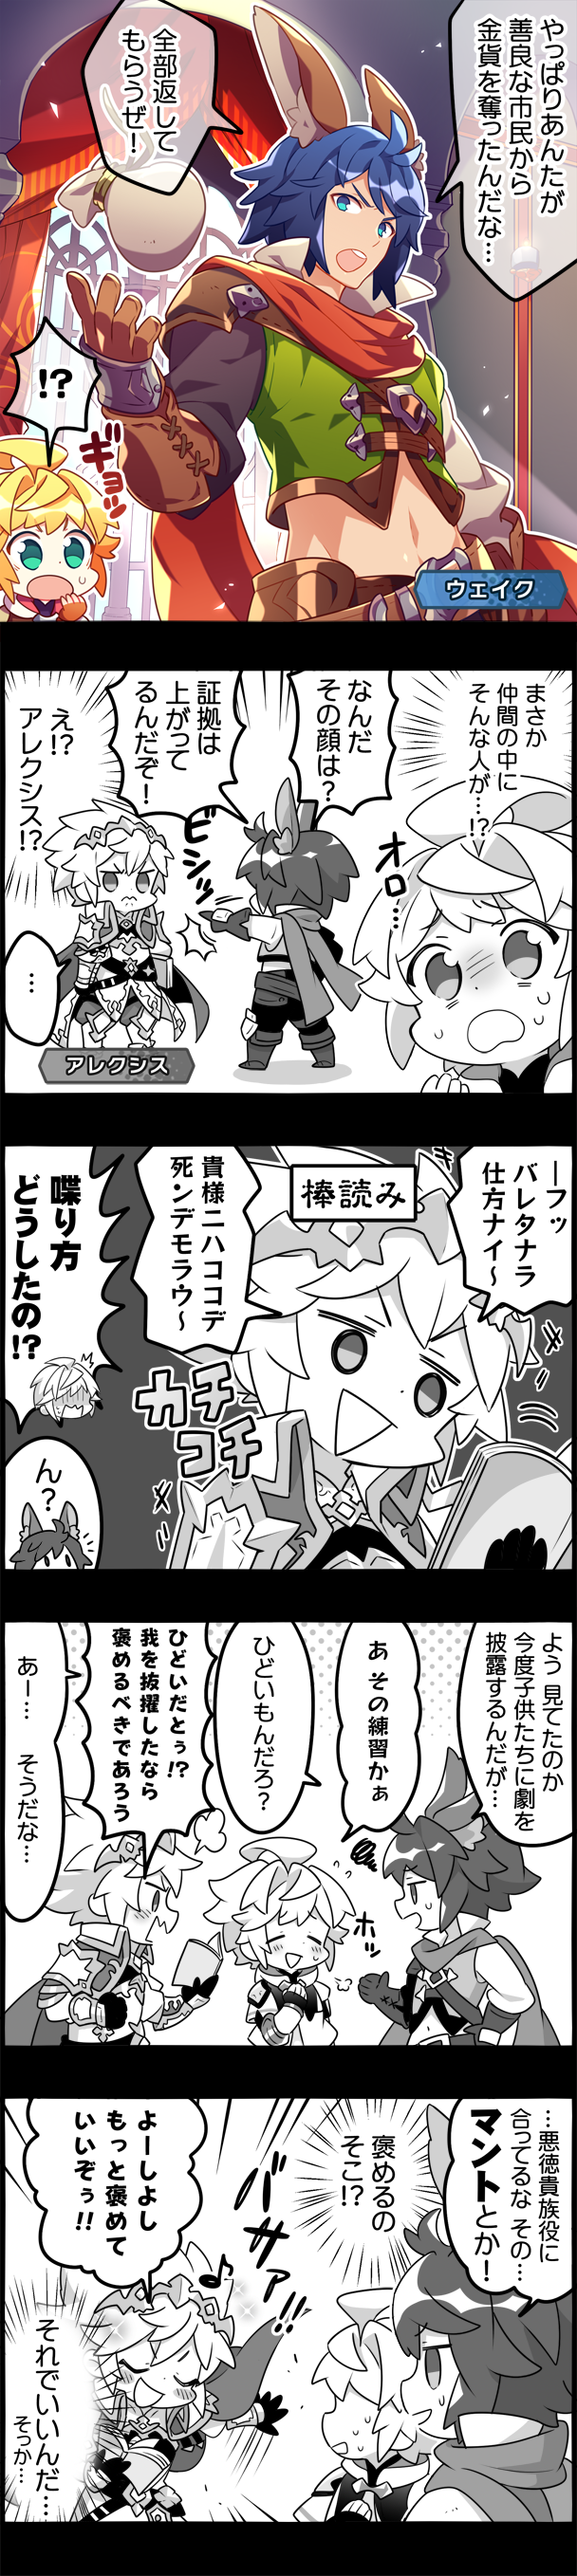 やっぱりあんたが
善良な市民から
金貨を奪ったんだな…
全部返して
もらうぜ!
!?
ギョッ
ウェイク
まさか
仲間の中に
そんな人が…!?
オロ…
なんだ
その顔は?
証拠は
上がって
るんだぞ!
ビシッ
え!?
アレクシス!?
…
アレクシス
ーフッ
バレタナラ
仕方ナイ〜
棒読み
貴様ニハココデ
死ンデモラウ〜
カチ
コチ
喋り方
どうしたの!?
ん?
よう 見てたのか
今度子供たちに劇を
披露するんだが…
あ その練習かぁ
ホッ
ひどいもんだろ?
ひどいだとぅ!?
我を抜擢したなら
褒めるべきであろう
あー… そうだな…
…悪徳貴族役に
合ってるな その…
マントとか!
褒めるの
そこ!?
バサァ!!
よーしよし
もっと褒めて
いいぞぅ!!
それでいいんだ…
そっか…